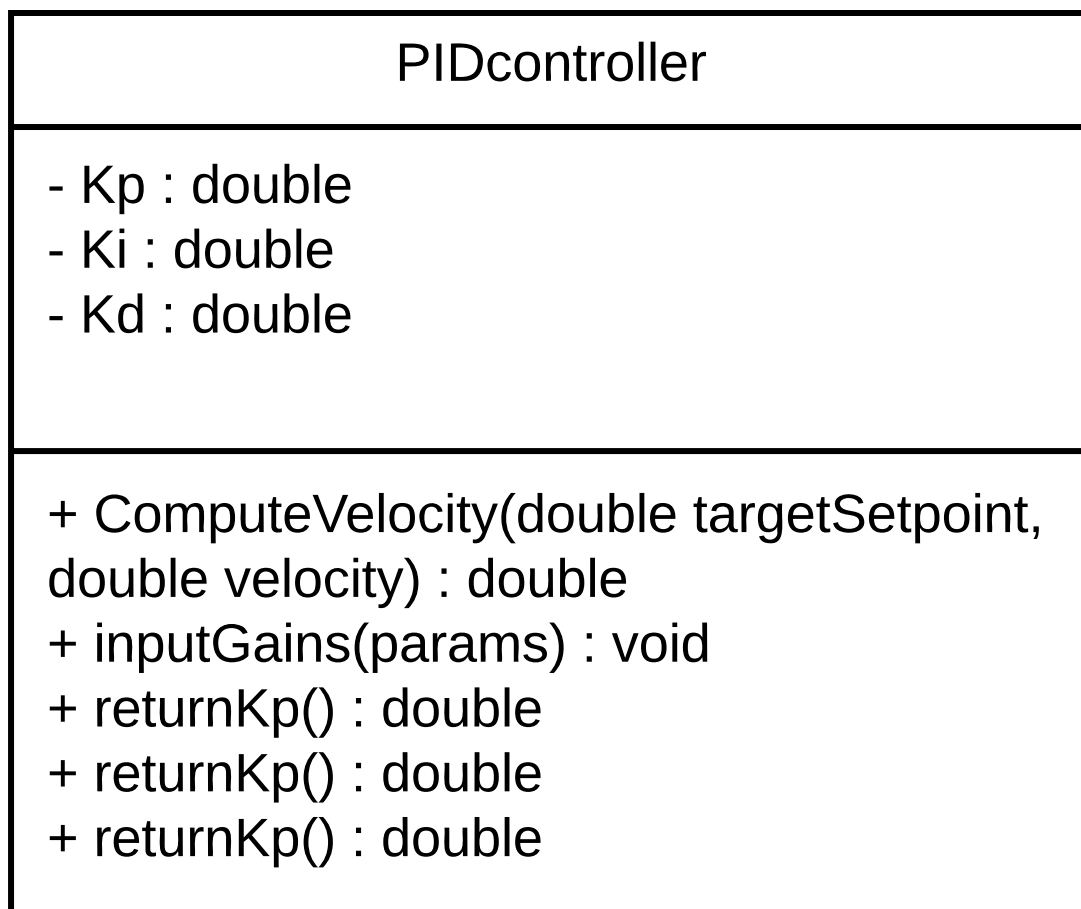 PIDcontroller
- Kp : double
- Ki : double
- Kd : double
+ ComputeVelocity(double targetSetpoint,
double velocity) : double
+ inputGains(params) : void
+ returnKp() : double
+ returnKp() : double
+ returnKp() : double